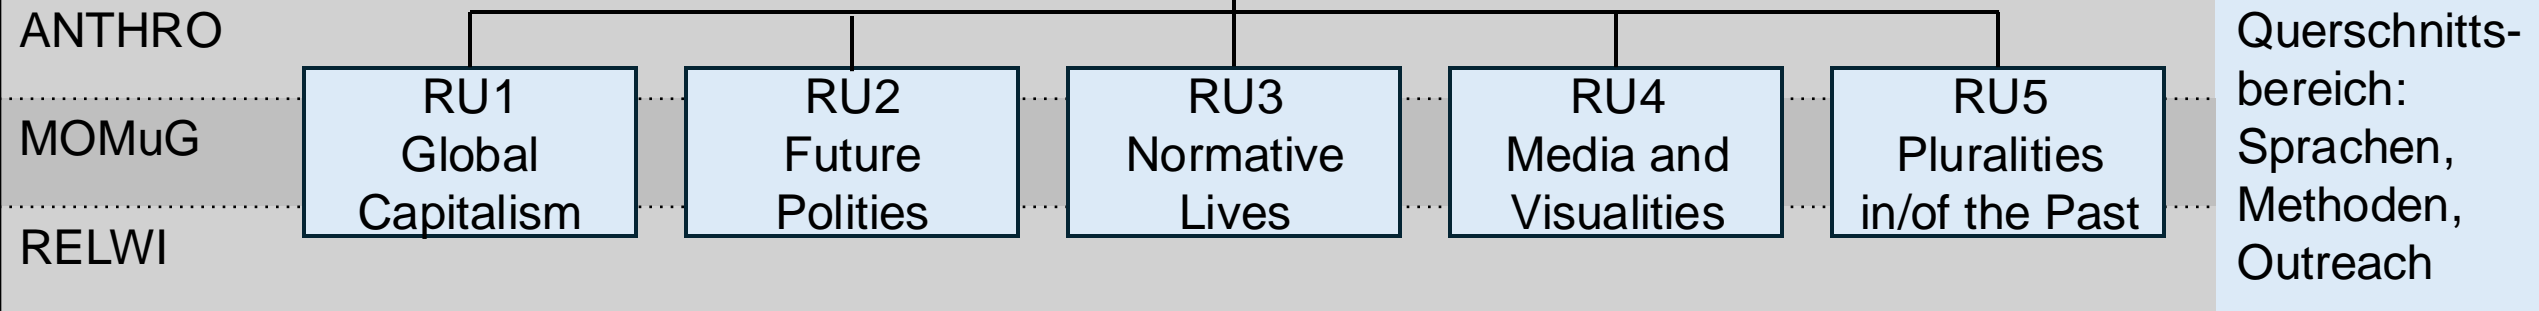 ANTHRO
MOMuG
RELWI
RU1
Global
Capitalism
RU2
Future
Polities
RU3
Normative
Lives
RU4
Media and
Visualities
RU5
Pluralities
in/of the Past
Querschnitts-
bereich:
Sprachen,
Methoden,
Outreach